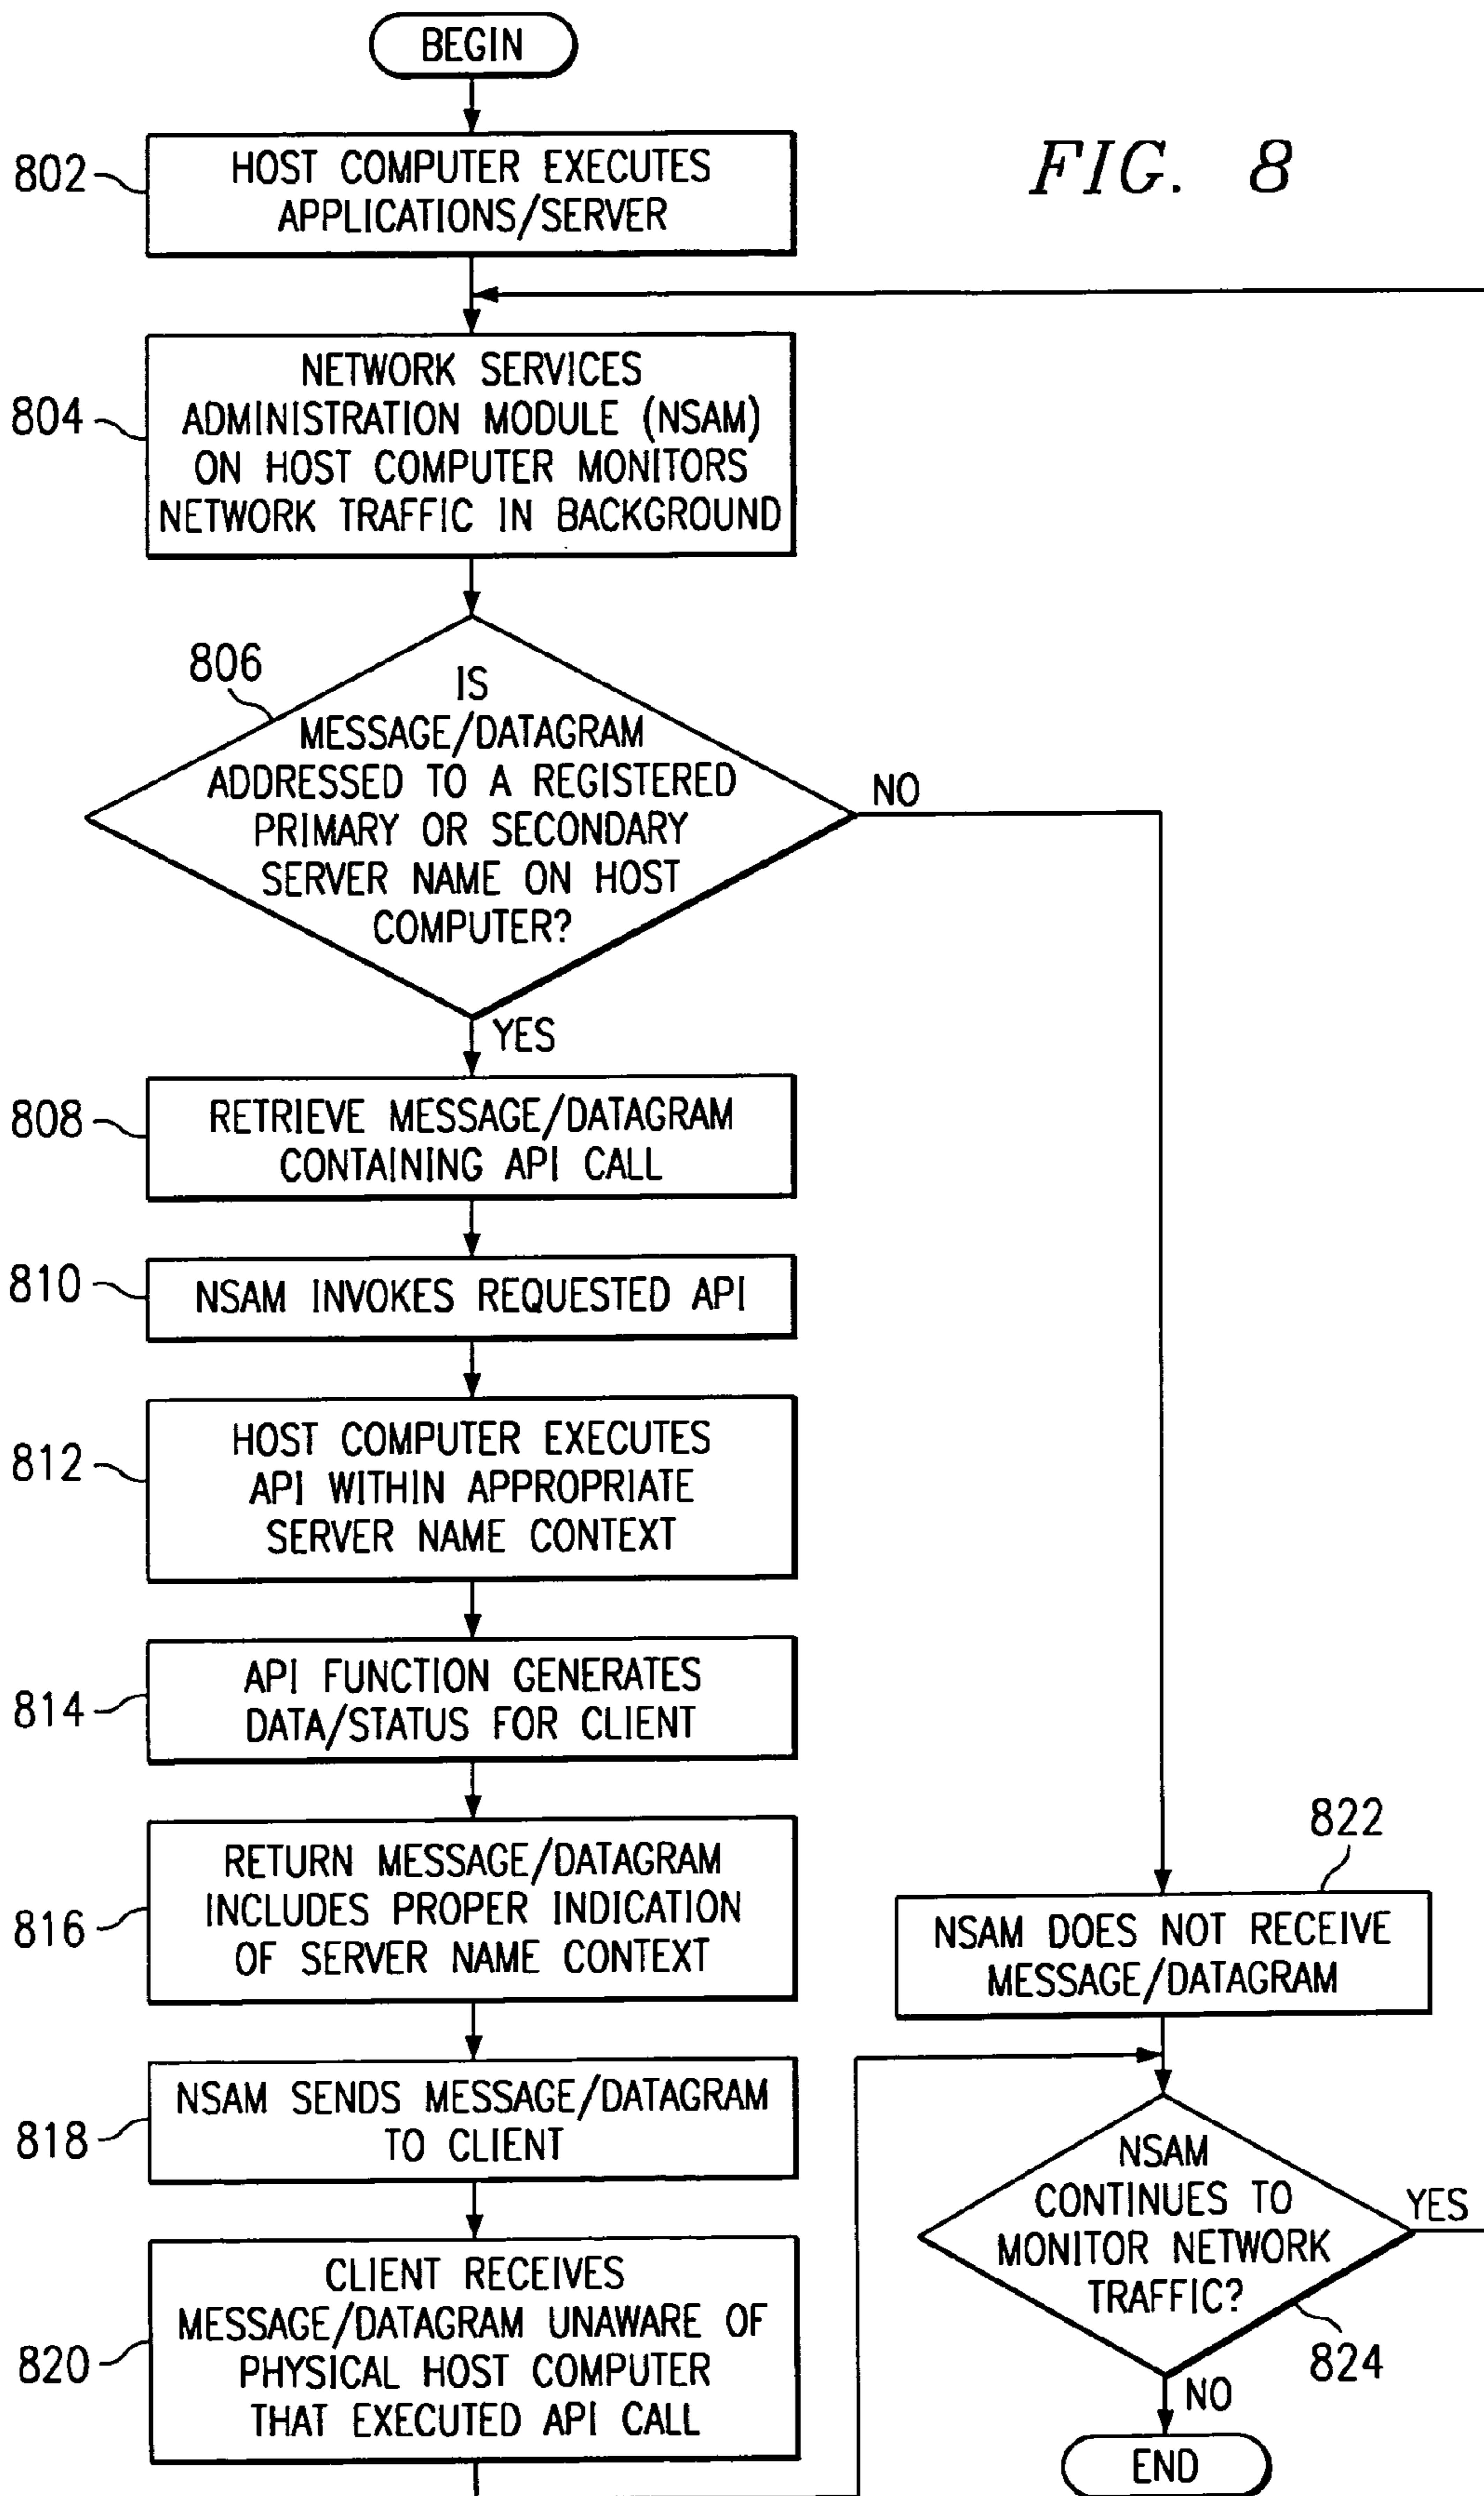 BEGIN
FIG. 8
802
HOST COMPUTER EXECUTES
APPLICATIONS/SERVER
804
NETWORK SERVICES
ADMINISTRATION MODULE (NSAM)
ON HOST COMPUTER MONITORS
NETWORK TRAFFIC IN BACKGROUND
806
IS
MESSAGE/DATAGRAM
ADDRESSED TO A REGISTERED
PRIMARY OR SECONDARY
SERVER NAME ON HOST
COMPUTER?
NO
YES
808
RETRIEVE MESSAGE/DATAGRAM
CONTAINING API CALL
810
NSAM INVOKES REQUESTED API
812
HOST COMPUTER EXECUTES
API WITHIN APPROPRIATE
SERVER NAME CONTEXT
814
API FUNCTION GENERATES
DATA/STATUS FOR CLIENT
816
RETURN MESSAGE/DATAGRAM
INCLUDES PROPER INDICATION
OF SERVER NAME CONTEXT
818
NSAM SENDS MESSAGE/DATAGRAM
TO CLIENT
820
CLIENT RECEIVES
MESSAGE/DATAGRAM UNAWARE OF
PHYSICAL HOST COMPUTER
THAT EXECUTED API CALL
822
NSAM DOES NOT RECEIVE
MESSAGE/DATAGRAM
NSAM
CONTINUES TO
MONITOR NETWORK
TRAFFIC?
YES
824
NO
END